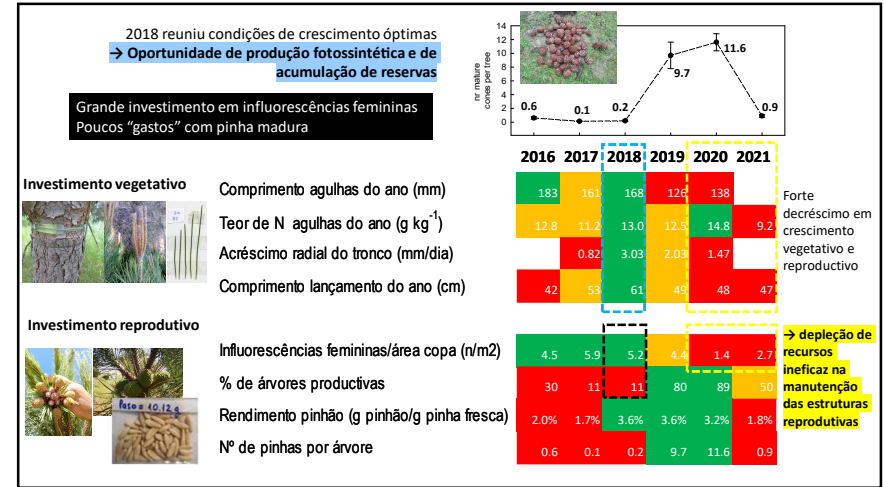 2018 reuniu condições de crescimento óptimas
→ Oportunidade de produção fotossintética e de
acumulação de reservas
Grande investimento em influorescências femininas
Poucos “gastos” com pinha madura
nr mature
cones per tree
14
12
10
8
6
4
2
0
0.6
0.1
0.2
9.7
11.6
0.9
2016 2017 2018 2019 2020 2021
Investimento vegetativo
Comprimento agulhas do ano (mm) 183 161 168 126 138
Teor de N agulhas do ano (g kg-1) 12.8 11.2 13.0 12.5 14.8 9.2
Acréscimo radial do tronco (mm/dia) 0.82 3.03 2.03 1.47
Comprimento lançamento do ano (cm) 42 53 61 49 48 47
Forte
decréscimo em
crescimento
vegetativo e
reproductivo
Investimento reprodutivo
Influorescências femininas/área copa (n/m2) 4.5 5.9 5.2 4.4 1.4 2.7
% de árvores productivas 30 11 11 80 89 50
Rendimento pinhão (g pinhão/g pinha fresca) 2.0% 1.7% 3.6% 3.6% 3.2% 1.8%
Nº de pinhas por árvore 0.6 0.1 0.2 9.7 11.6 0.9
→ depleção de
recursos
ineficaz na
manutenção
das estruturas
reprodutivas
Peso = 10.12 g